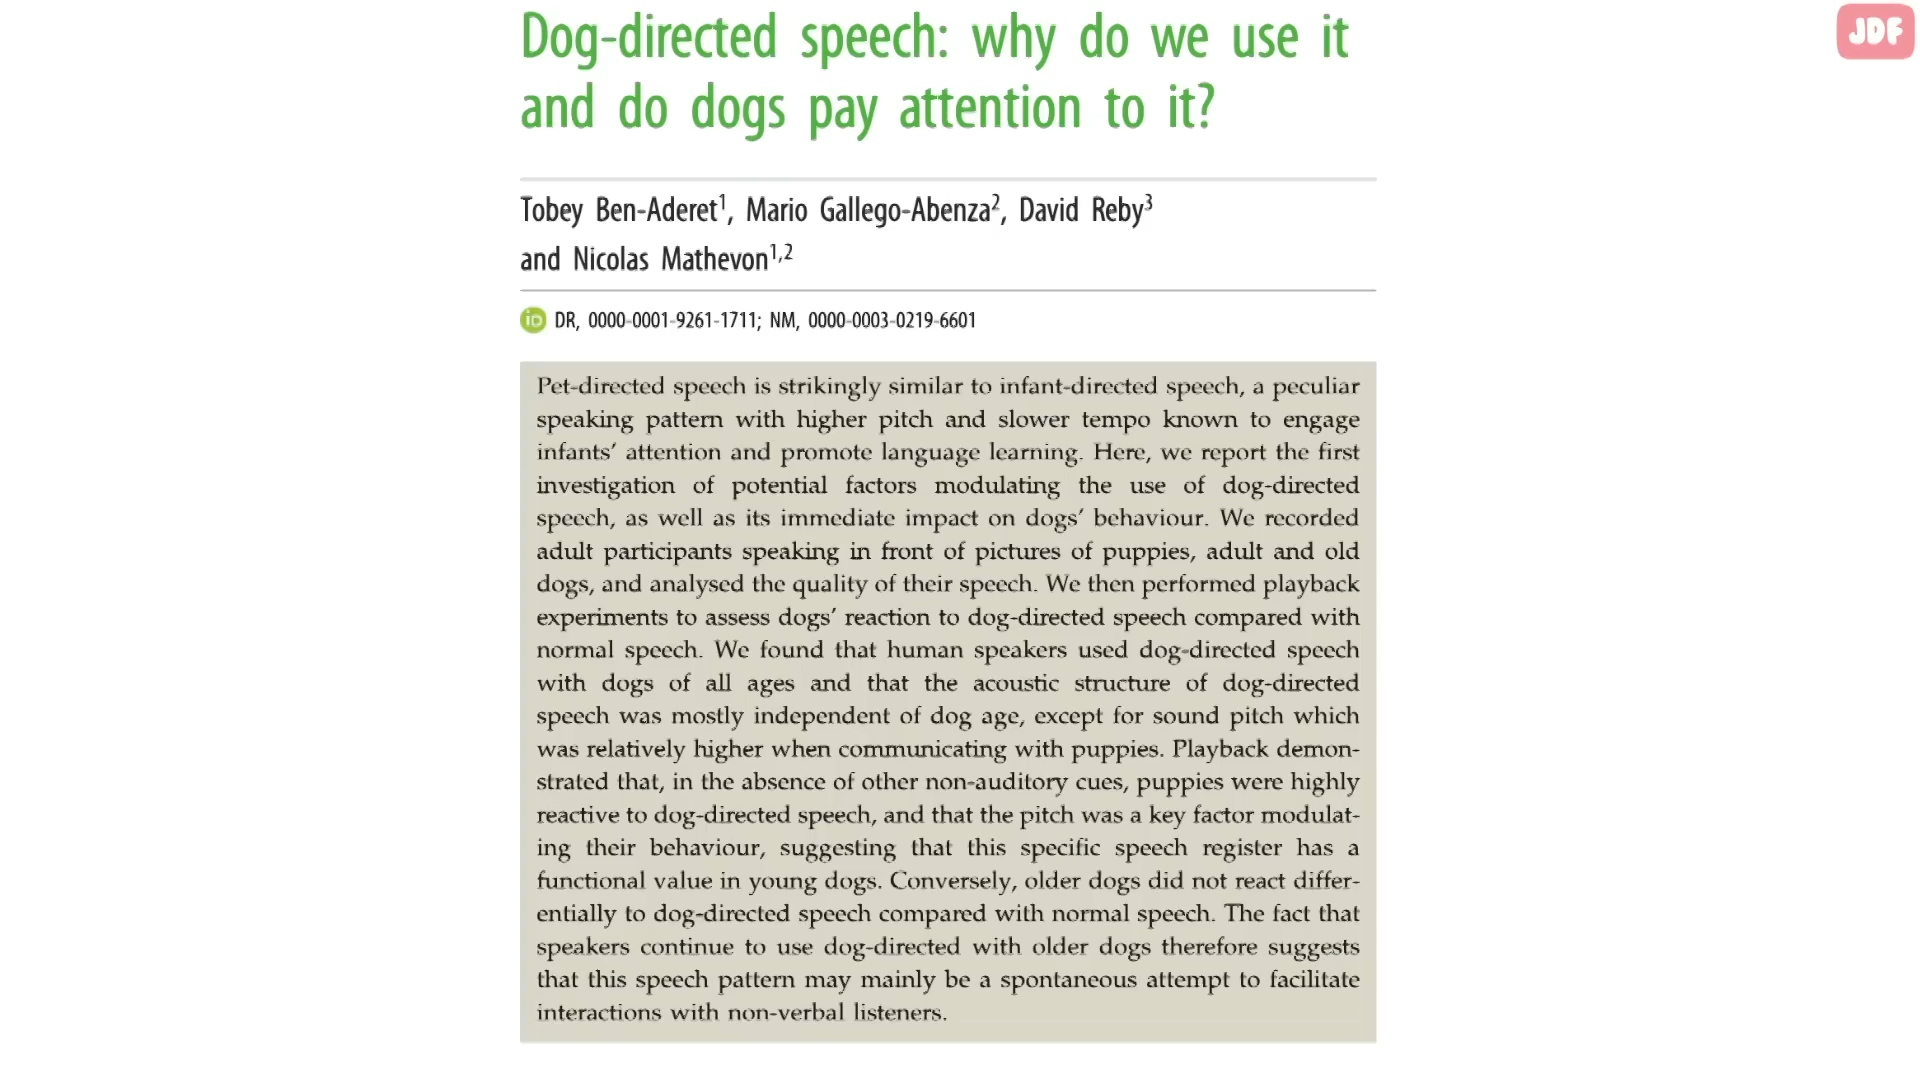 Dog-directed speech: why do we use it
and do dogs pay attention to it?
JDF
Tobey Ben-Aderet1, Mario Gallego-Abenza2, David Reby3
and Nicolas Mathevon1,2
iD DR, 0000-0001-9261-1711; NM, 0000-0003-0219-6601
Pet-directed speech is strikingly similar to infant-directed speech, a peculiar
speaking pattern with higher pitch and slower tempo known to engage
infants' attention and promote language learning. Here, we report the first
investigation of potential factors modulating the use of dog-directed
speech, as well as its immediate impact on dogs' behaviour. We recorded
adult participants speaking in front of pictures of puppies, adult and old
dogs, and analysed the quality of their speech. We then performed playback
experiments to assess dogs' reaction to dog-directed speech compared with
normal speech. We found that human speakers used dog-directed speech
with dogs of all ages and that the acoustic structure of dog-directed
speech was mostly independent of dog age, except for sound pitch which
was relatively higher when communicating with puppies. Playback demon-
strated that, in the absence of other non-auditory cues, puppies were highly
reactive to dog-directed speech, and that the pitch was a key factor modulat-
ing their behaviour, suggesting that this specific speech register has a
functional value in young dogs. Conversely, older dogs did not react differ-
entially to dog-directed speech compared with normal speech. The fact that
speakers continue to use dog-directed with older dogs therefore suggests
that this speech pattern may mainly be a spontaneous attempt to facilitate
interactions with non-verbal listeners.